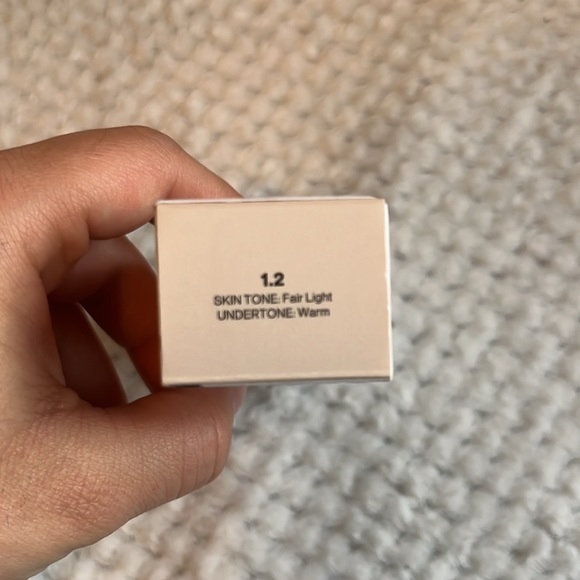 1.2
SKIN TONE: Fair Light
UNDERTONE: Warm